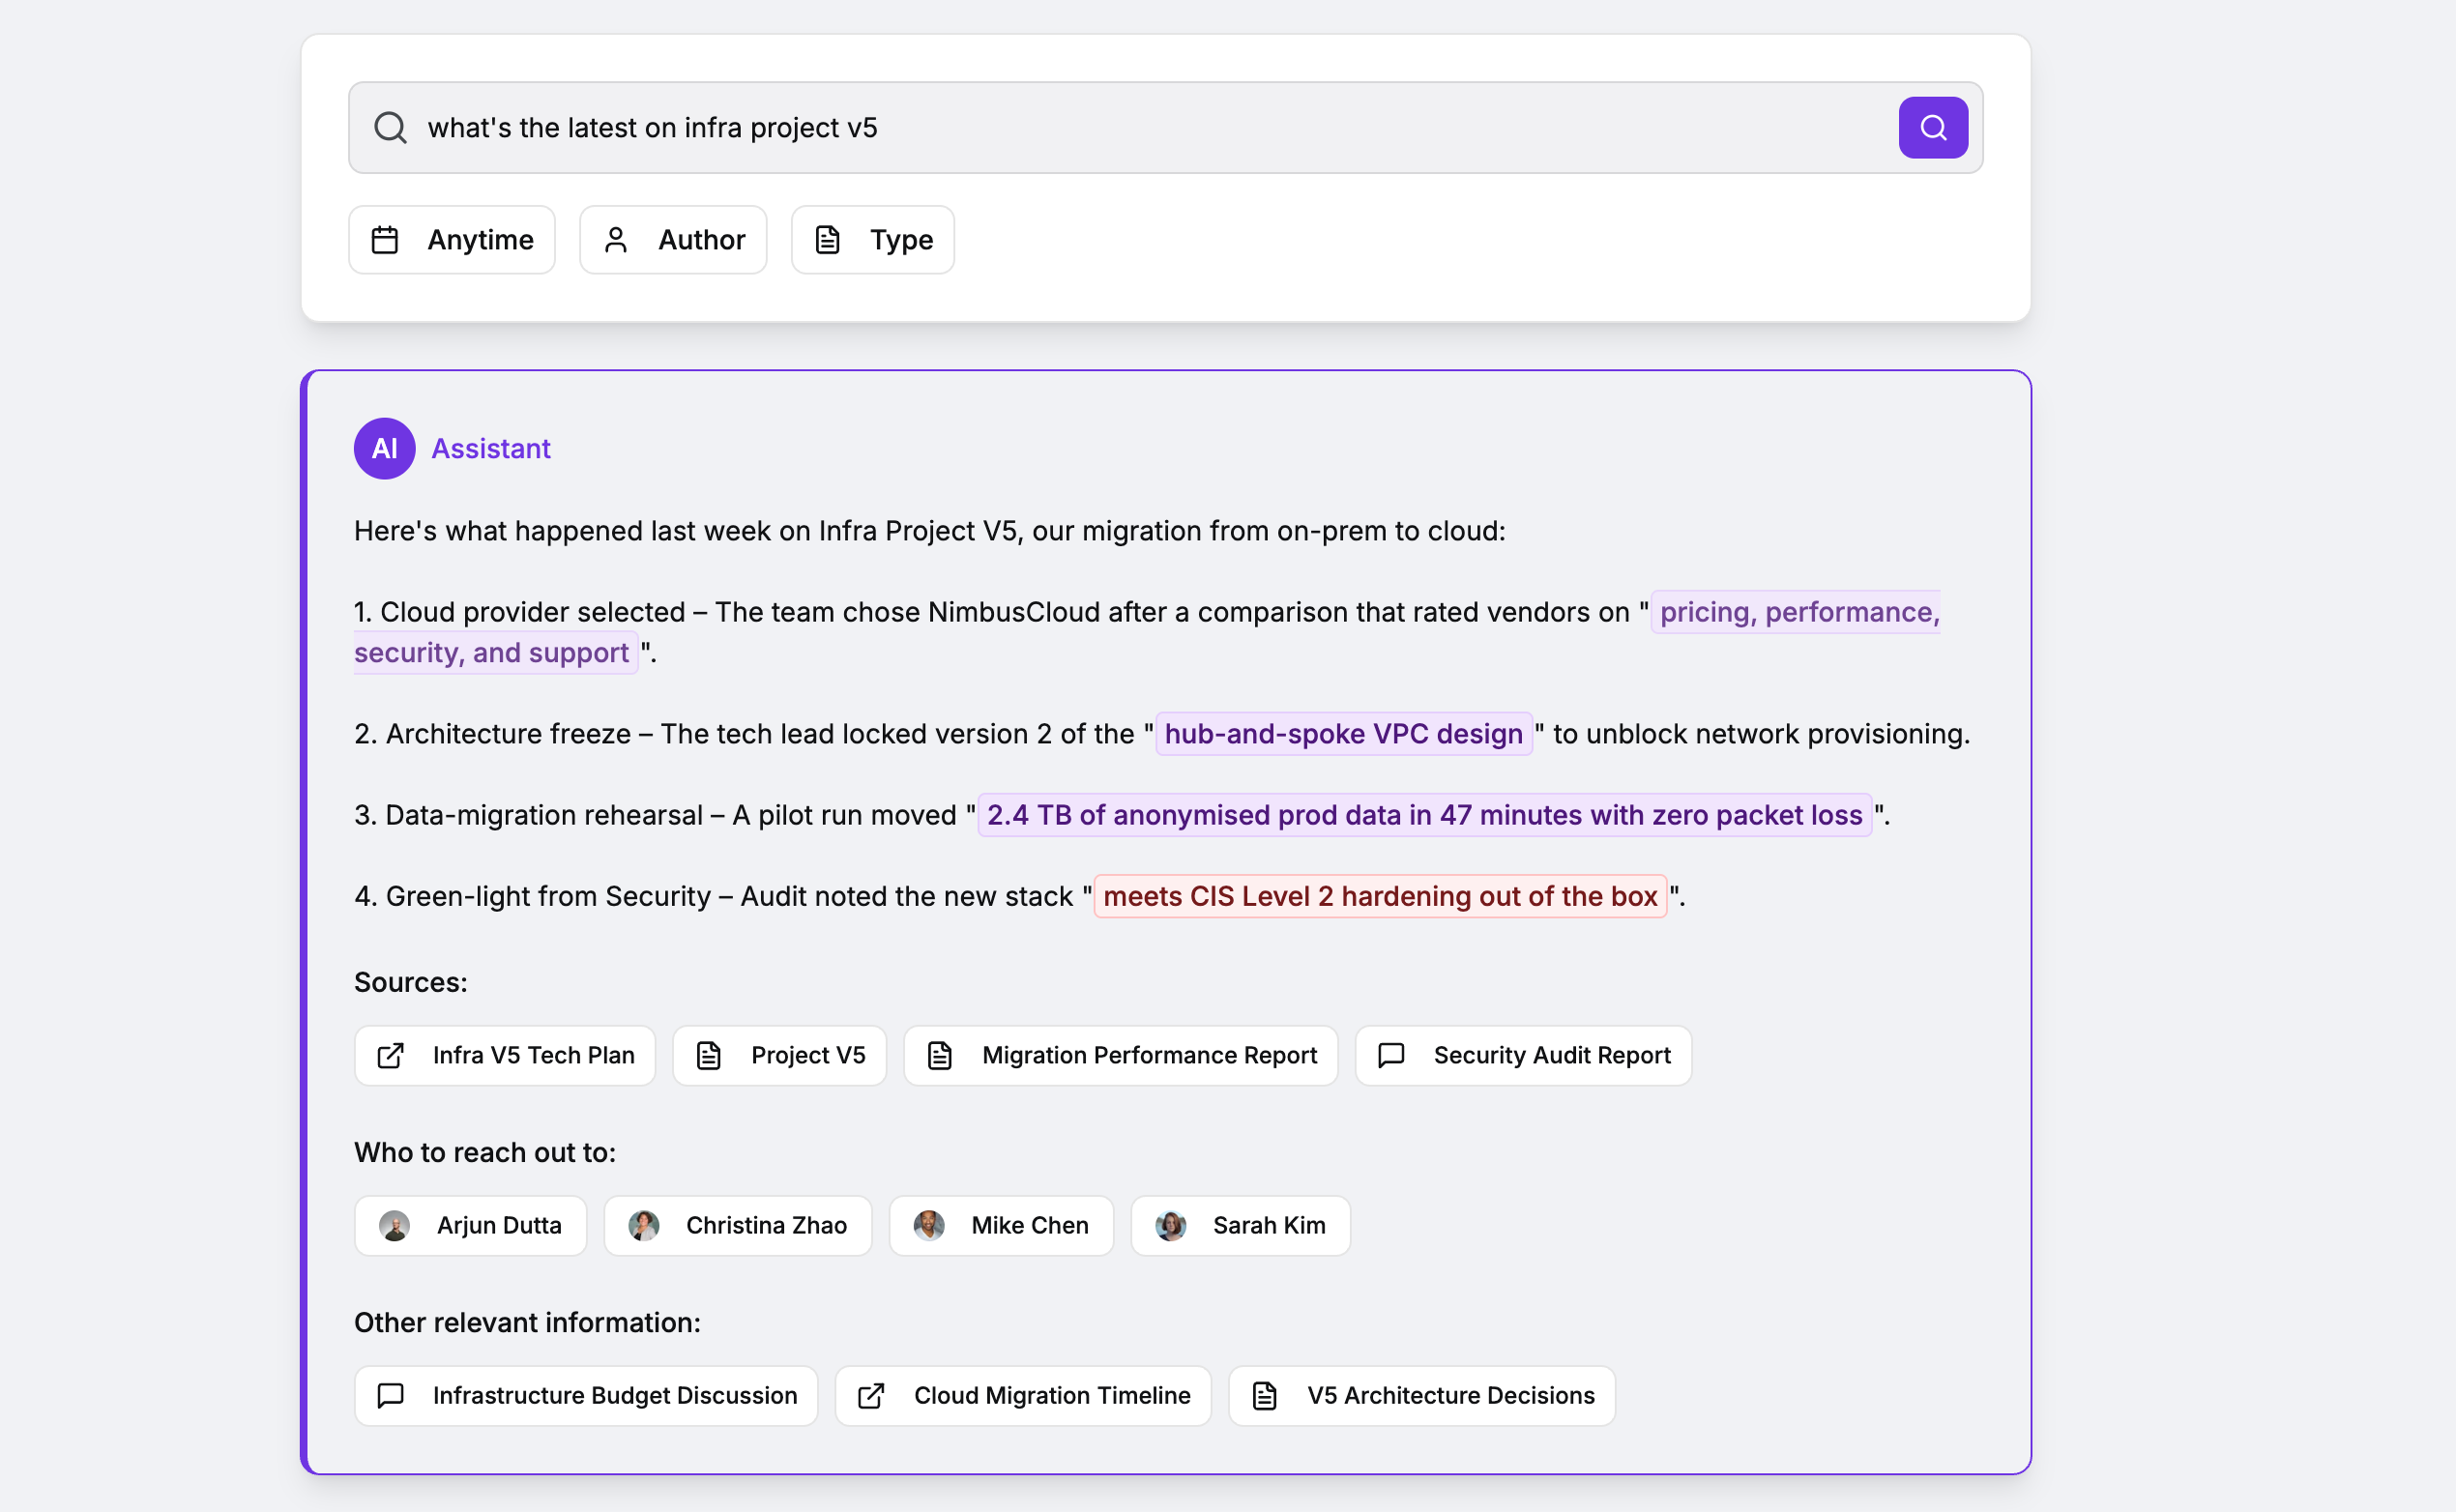 what's the latest on infra project v5
Anytime
Author
Type
AI Assistant
Here's what happened last week on Infra Project V5, our migration from on-prem to cloud:
1. Cloud provider selected – The team chose NimbusCloud after a comparison that rated vendors on "pricing, performance,
security, and support".
2. Architecture freeze – The tech lead locked version 2 of the "hub-and-spoke VPC design" to unblock network provisioning.
3. Data-migration rehearsal – A pilot run moved "2.4 TB of anonymised prod data in 47 minutes with zero packet loss".
4. Green-light from Security – Audit noted the new stack "meets CIS Level 2 hardening out of the box".
Sources:
Infra V5 Tech Plan
Project V5
Migration Performance Report
Security Audit Report
Who to reach out to:
Arjun Dutta
Christina Zhao
Mike Chen
Sarah Kim
Other relevant information:
Infrastructure Budget Discussion
Cloud Migration Timeline
V5 Architecture Decisions